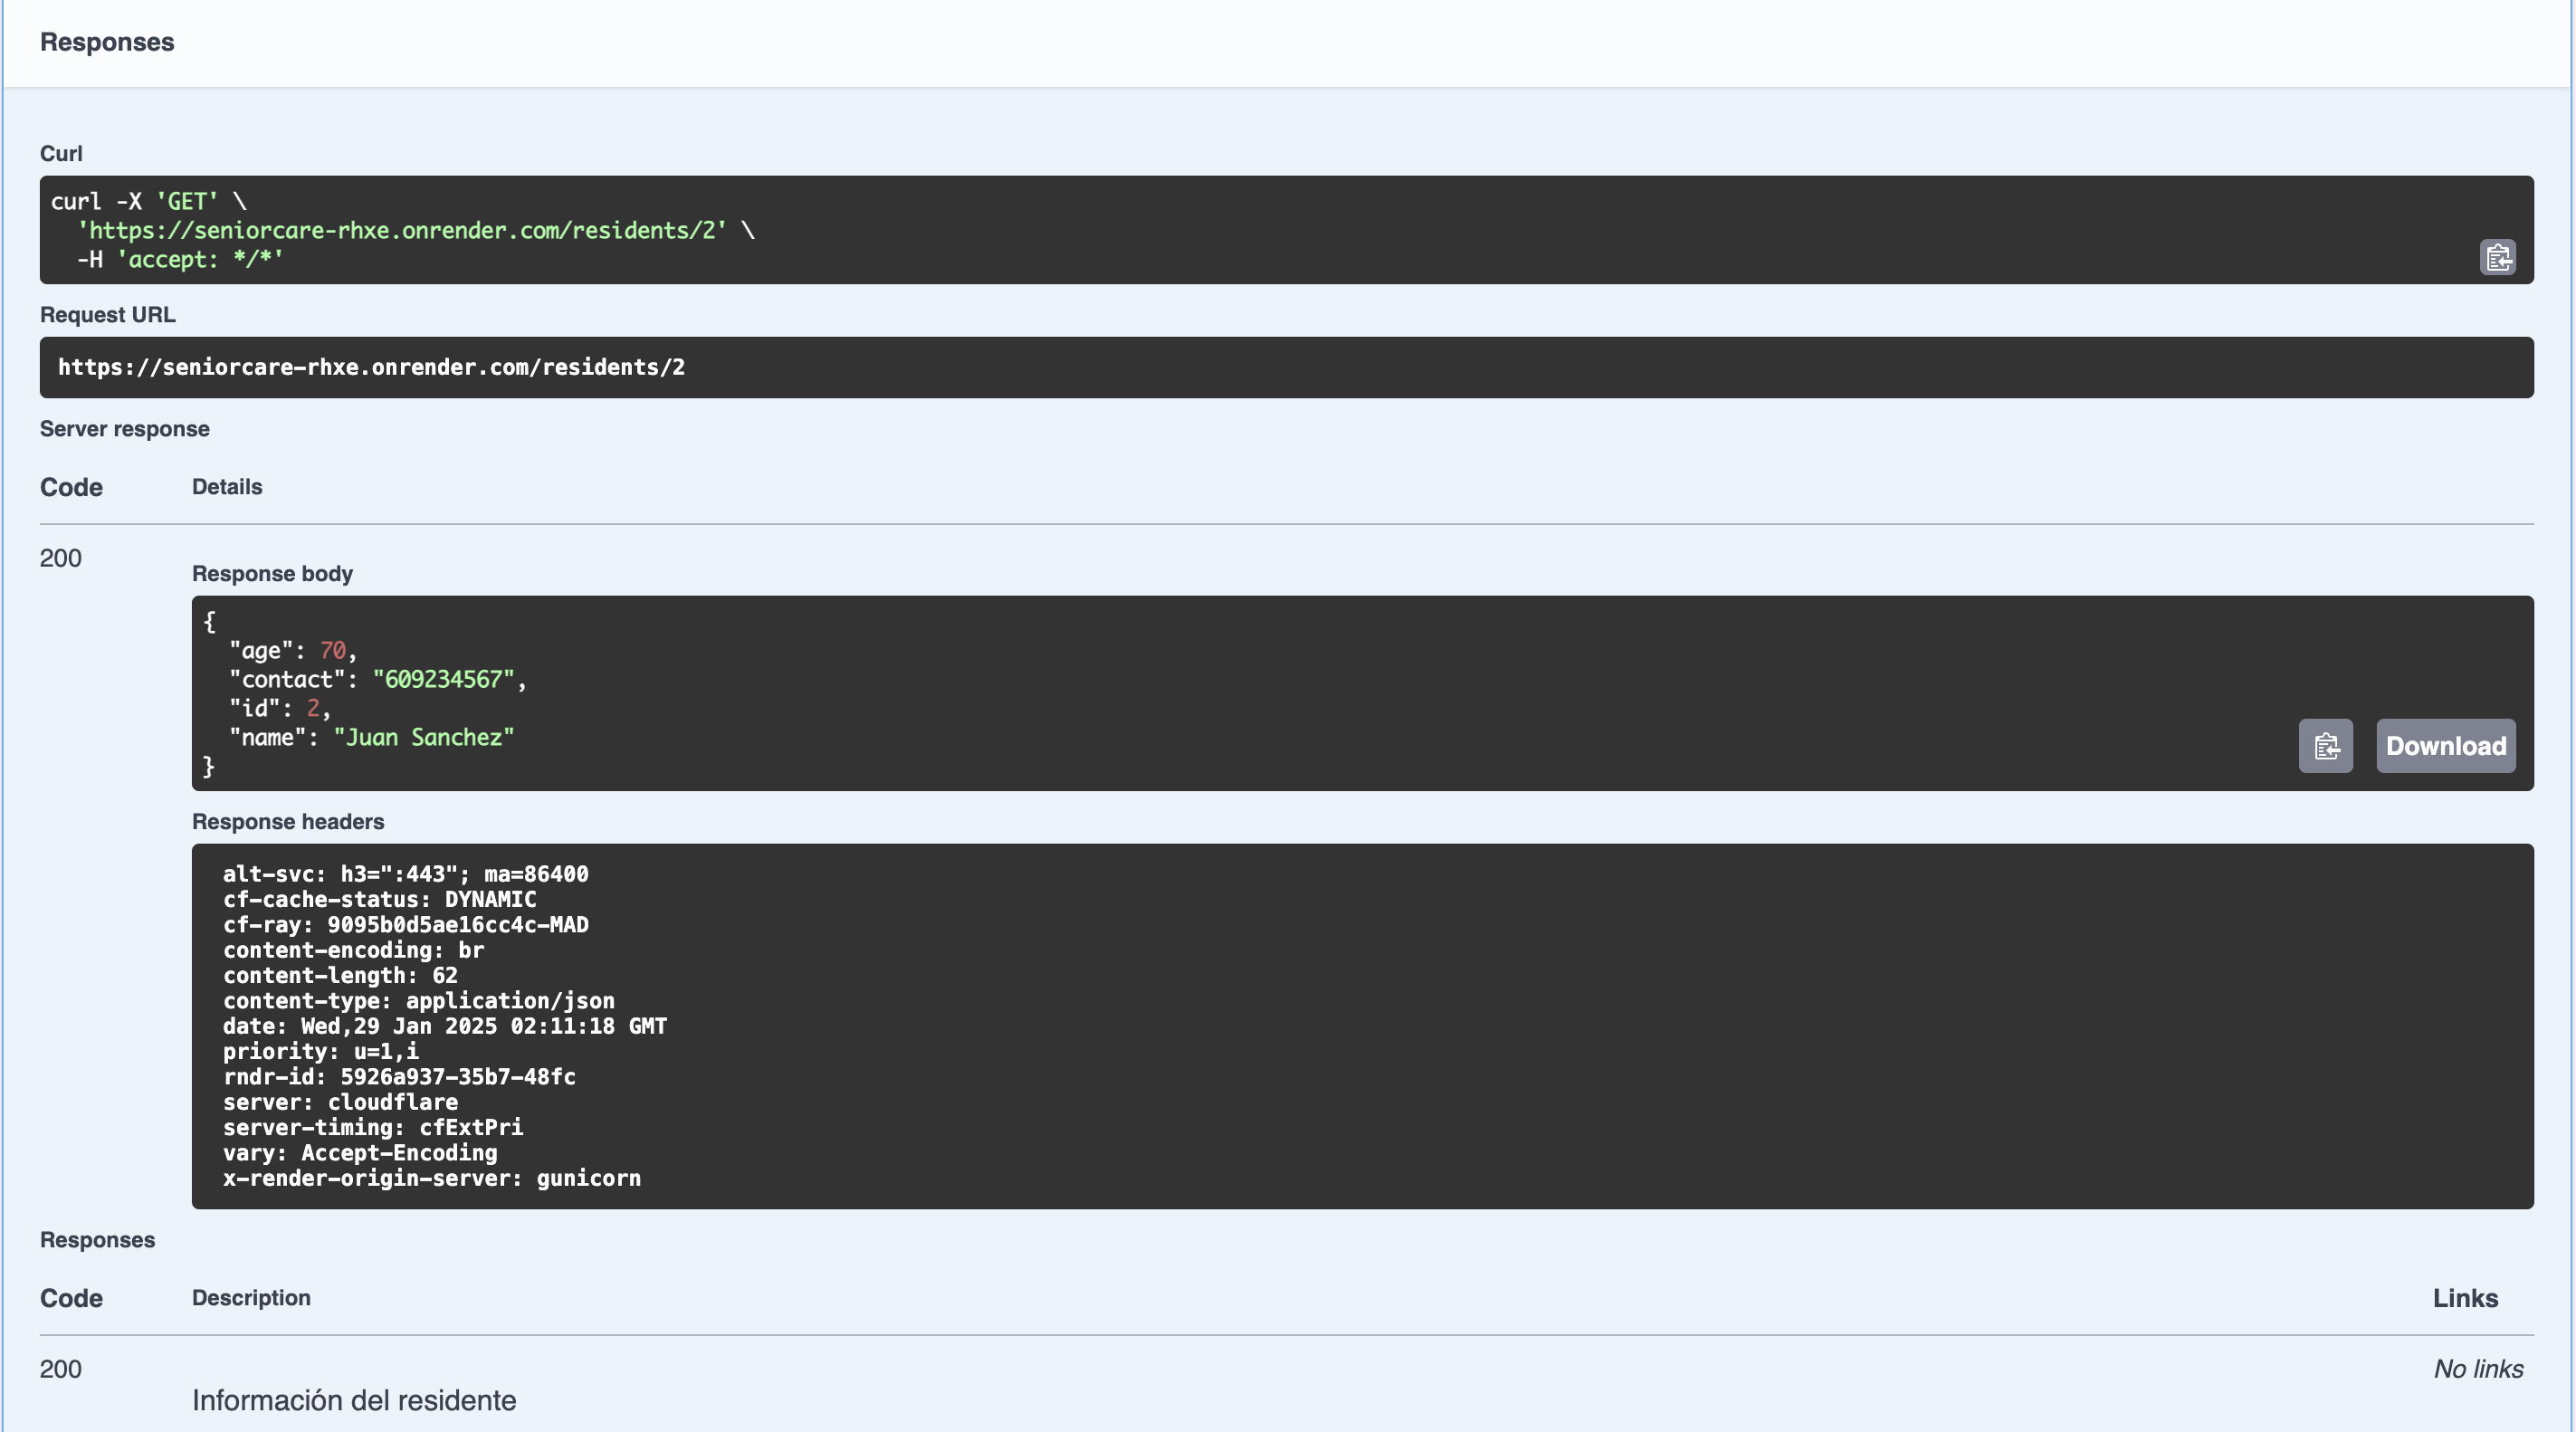 Responses
Curl
curl -X 'GET' \
  'https://seniorcare-rhxe.onrender.com/residents/2' \
  -H 'accept: */*'
Request URL
https://seniorcare-rhxe.onrender.com/residents/2
Server response
Code Details
200
Response body
{
  "age": 70,
  "contact": "609234567",
  "id": 2,
  "name": "Juan Sanchez"
}
Download
Response headers
alt-svc: h3=":443"; ma=86400
cf-cache-status: DYNAMIC
cf-ray: 9095b0d5ae16cc4c-MAD
content-encoding: br
content-length: 62
content-type: application/json
date: Wed,29 Jan 2025 02:11:18 GMT
priority: u=1,i
rndr-id: 5926a937-35b7-48fc
server: cloudflare
server-timing: cfExtPri
vary: Accept-Encoding
x-render-origin-server: gunicorn
Responses
Code Description Links
200 No links
Información del residente